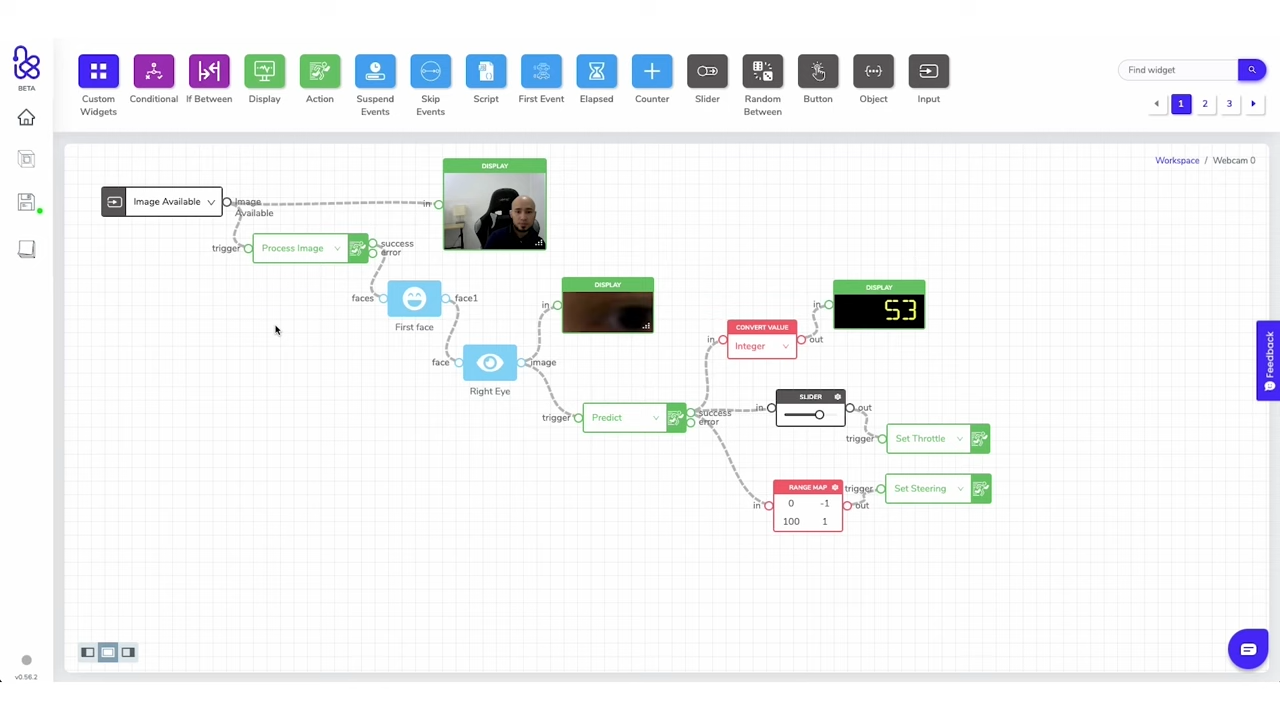 BETA
Custom
Widgets
Conditional
If Between
Display
Action
Suspend
Events
Skip
Events
Script
First Event
Elapsed
Counter
Slider
Random
Between
Button
Object
Input
Find widget
1
2
3
Workspace / Webcam 0
DISPLAY
Image Available
Image
Available
in
trigger
Process Image
success
error
faces
face1
First face
DISPLAY
in
face
image
Right Eye
DISPLAY
in
53
CONVERT VALUE
in
Integer
out
trigger
Predict
success
error
SLIDER
in
out
trigger
Set Throttle
RANGE MAP
in
0 -1
100 1
out
trigger
Set Steering
Feedback
v0.56.2